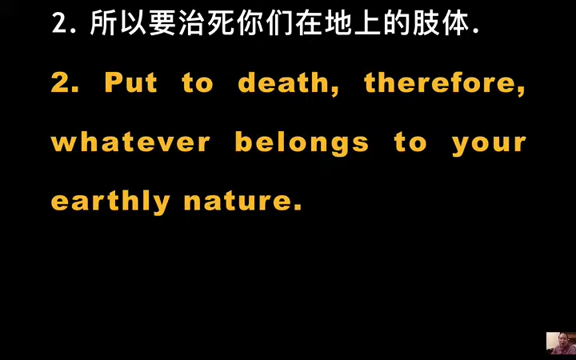 2. 所以要治死你们在地上的肢体.
2. Put to death, therefore,
whatever belongs to your
earthly nature.